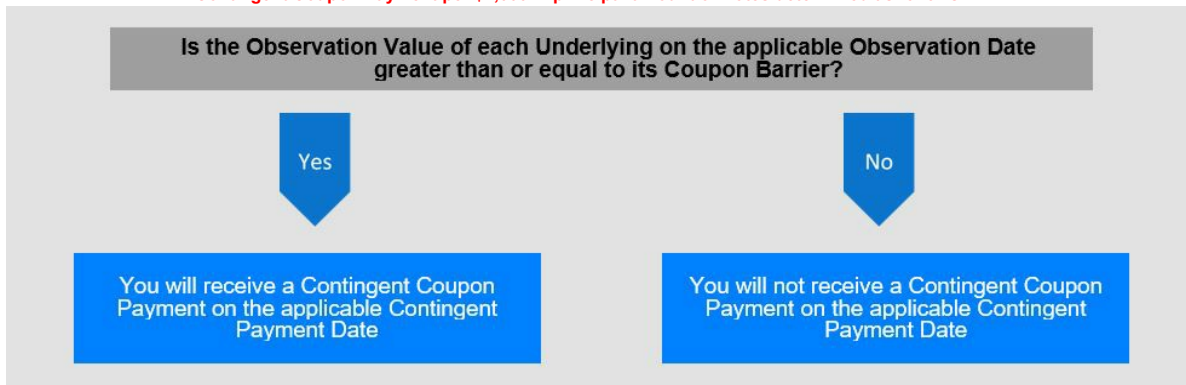 Is the Observation Value of each Underlying on the applicable Observation Date
greater than or equal to its Coupon Barrier?
Yes
No
You will receive a Contingent Coupon
Payment on the applicable Contingent
Payment Date
You will not receive a Contingent Coupon
Payment on the applicable Contingent
Payment Date